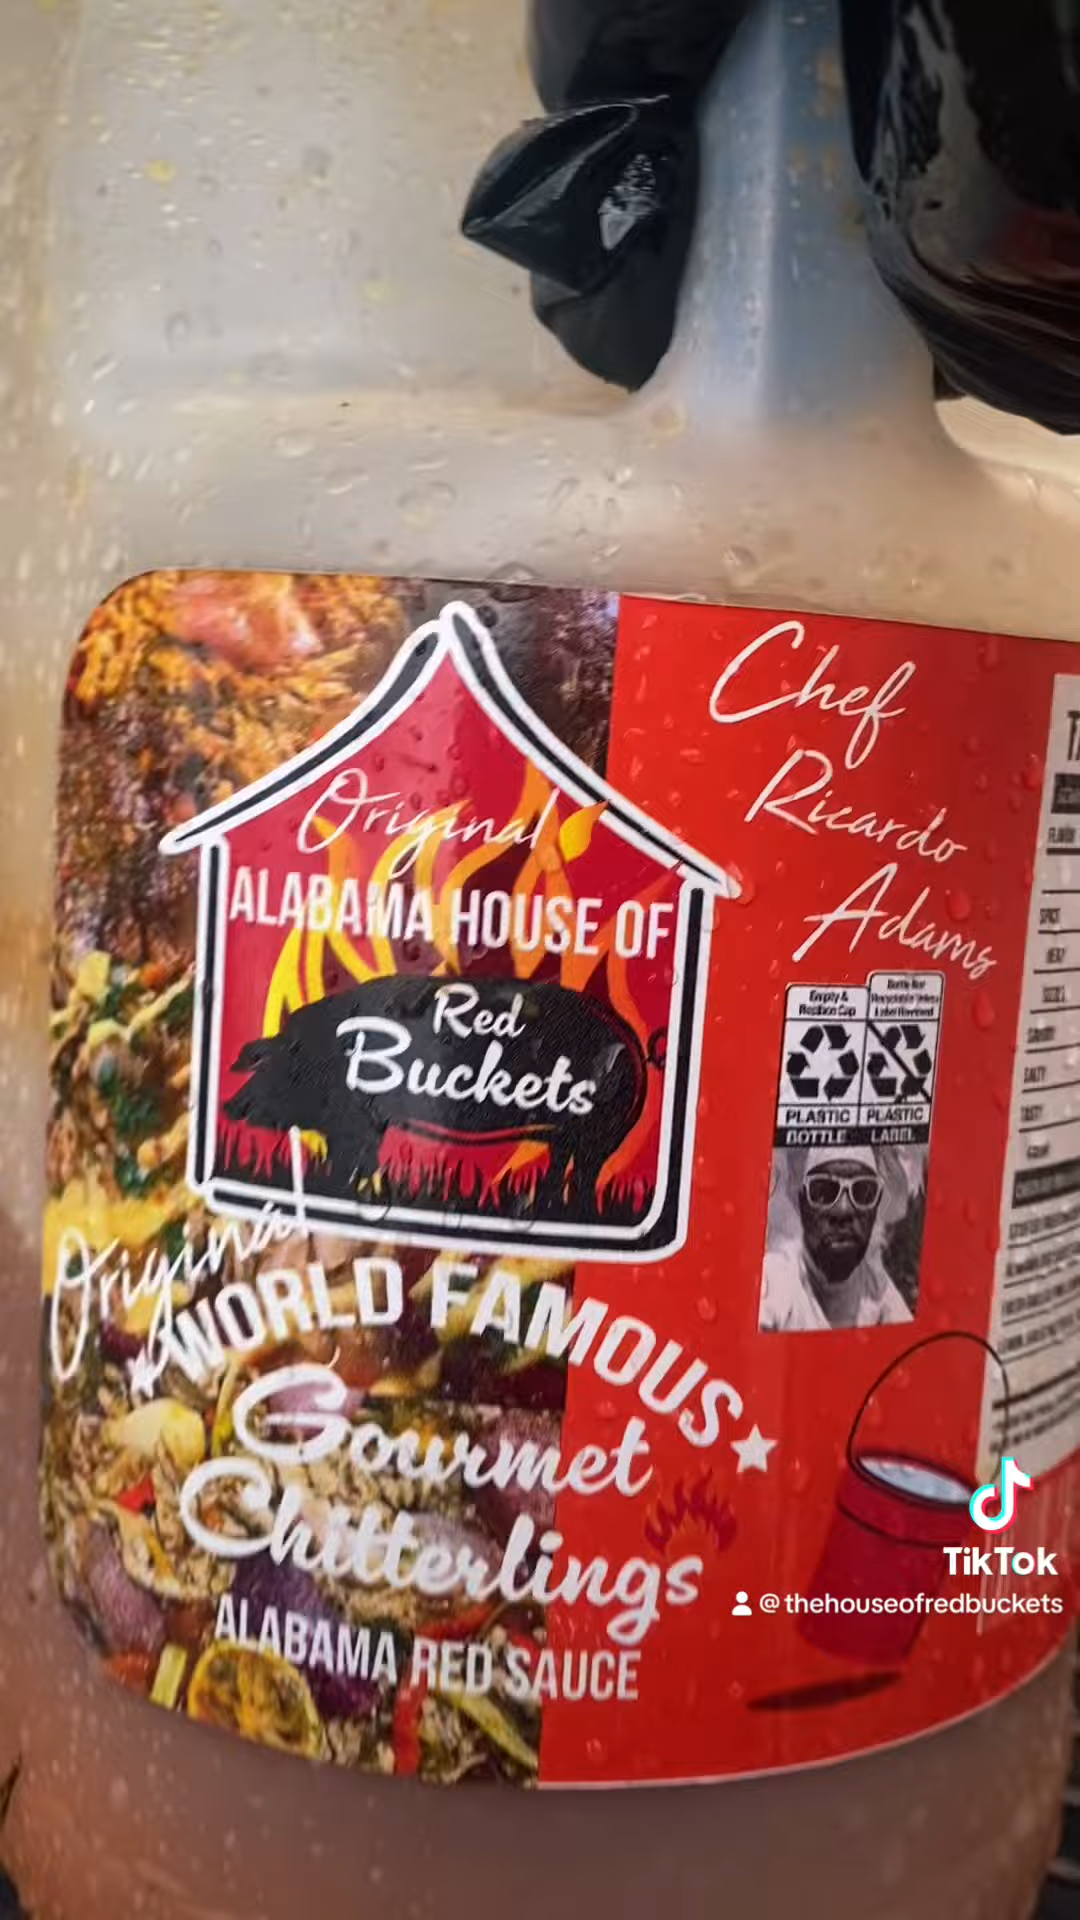 Original
ALABAMA HOUSE OF
Red
Buckets
Original
WORLD FAMOUS
Gourmet
Chitterlings
ALABAMA RED SAUCE
Chef
Ricardo
Adams
Empty &
Replace Cap
PLASTIC
BOTTLE
PLASTIC
LABEL
SALTY
TikTok
@thehouseofredbuckets